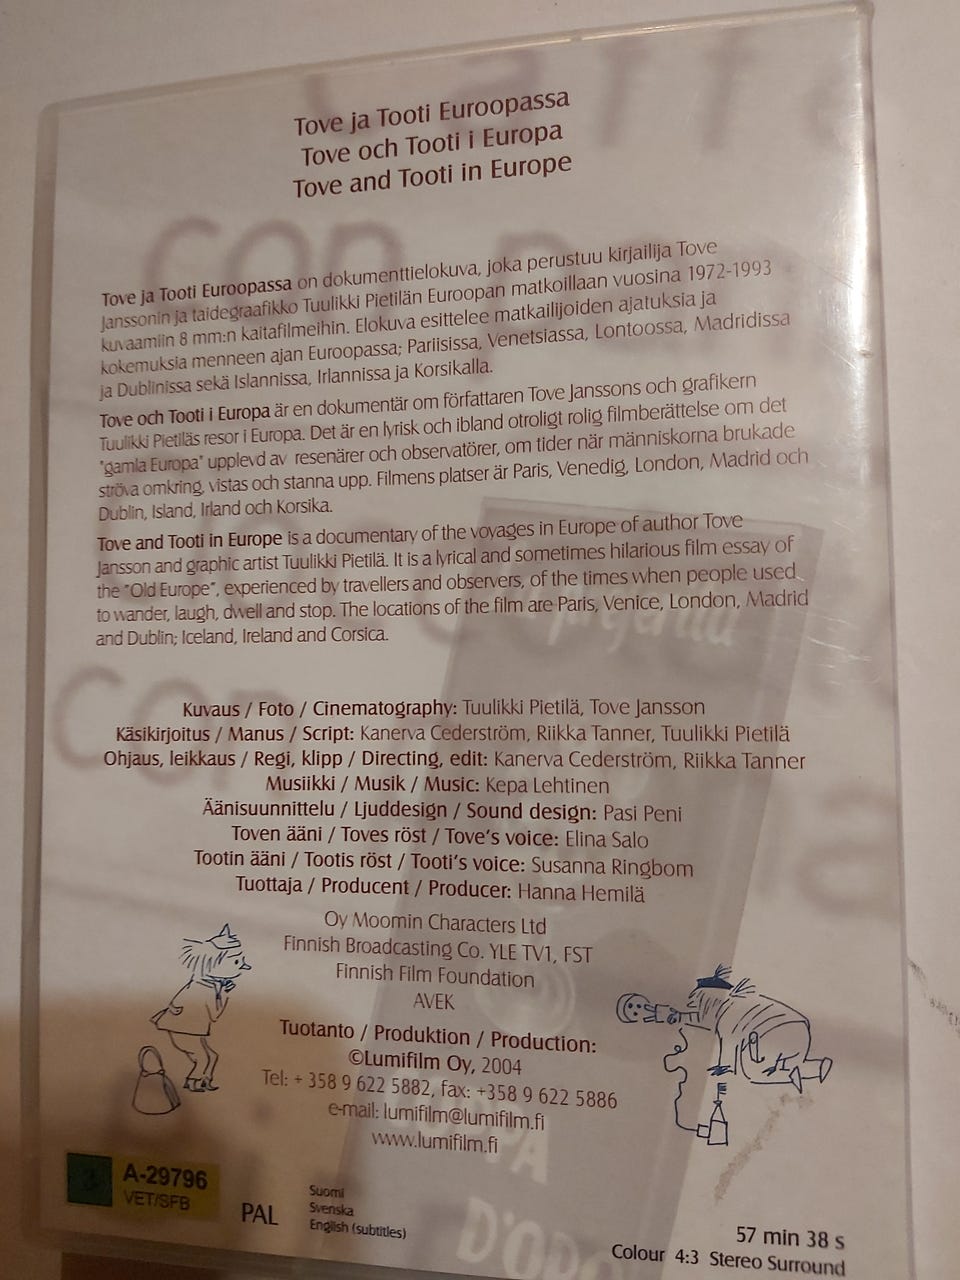 Tove ja Tooti Euroopassa
Tove och Tooti i Europa
Tove and Tooti in Europe
Tove ja Tooti Euroopassa on dokumenttielokuva, joka perustuu kirjailija Tove
Janssonin ja taidegraafikko Tuulikki Pietilän Euroopan matkoillaan vuosina 1972-1993
kuvaamiin 8 mm:n kaitafilmeihin. Elokuva esittelee matkailijoiden ajatuksia ja
kokemuksia menneen ajan Euroopassa; Pariisissa, Venetsiassa, Lontoossa, Madridissa
ja Dublinissa sekä Islannissa, Irlannissa ja Korsikalla.
Tove och Tooti i Europa är en dokumentär om författaren Tove Janssons och grafikern
Tuulikki Pietiläs resor i Europa. Det är en lyrisk och ibland otroligt rolig filmberättelse om det
"gamla Europa" upplevd av resenärer och observatörer, om tider när människorna brukade
ströva omkring, vistas och stanna upp. Filmens platser är Paris, Venedig, London, Madrid och
Dublin, Island, Irland och Korsika.
Tove and Tooti in Europe is a documentary of the voyages in Europe of author Tove
Jansson and graphic artist Tuulikki Pietilä. It is a lyrical and sometimes hilarious film essay of
the "Old Europe", experienced by travellers and observers, of the times when people used
to wander, laugh, dwell and stop. The locations of the film are Paris, Venice, London, Madrid
and Dublin; Iceland, Ireland and Corsica.
Kuvaus / Foto / Cinematography: Tuulikki Pietilä, Tove Jansson
Käsikirjoitus / Manus / Script: Kanerva Cederström, Riikka Tanner, Tuulikki Pietilä
Ohjaus, leikkaus / Regi, klipp / Directing, edit: Kanerva Cederström, Riikka Tanner
Musiikki / Musik / Music: Kepa Lehtinen
Äänisuunnittelu / Ljuddesign / Sound design: Pasi Peni
Toven ääni / Toves röst / Tove's voice: Elina Salo
Tootin ääni / Tootis röst / Tooti's voice: Susanna Ringbom
Tuottaja / Producent / Producer: Hanna Hemilä
Oy Moomin Characters Ltd
Finnish Broadcasting Co. YLE TV1, FST
Finnish Film Foundation
AVEK
Tuotanto / Produktion / Production:
©Lumifilm Oy, 2004
Tel: + 358 9 622 5882, fax: +358 9 622 5886
e-mail: lumifilm@lumifilm.fi
www.lumifilm.fi
3
A-29796
VET/SFB
PAL
Suomi
Svenska
English (subtitles)
57 min 38 s
Colour 4:3 Stereo Surround
con
con
D'ORO